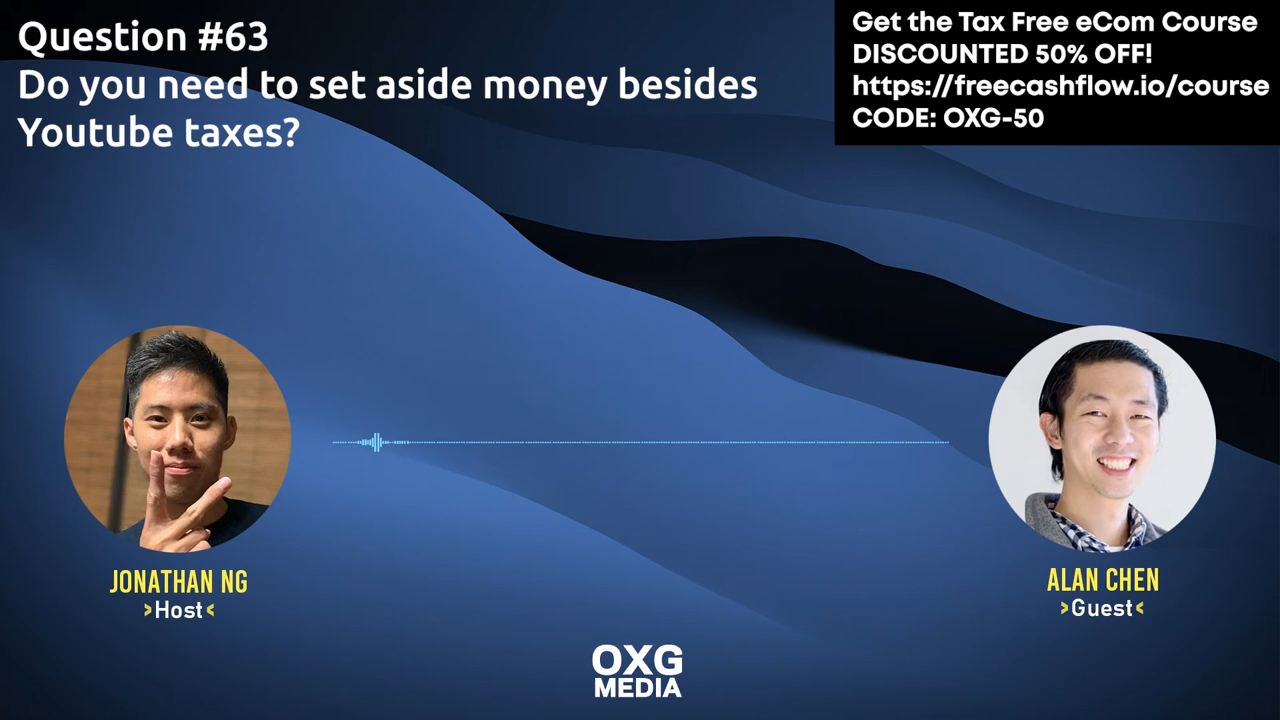 Question #63
Do you need to set aside money besides
Youtube taxes?
Get the Tax Free eCom Course
DISCOUNTED 50% OFF!
https://freecashflow.io/course
CODE: OXG-50
JONATHAN NG
>Host<
ALAN CHEN
>Guest<
OXG
MEDIA